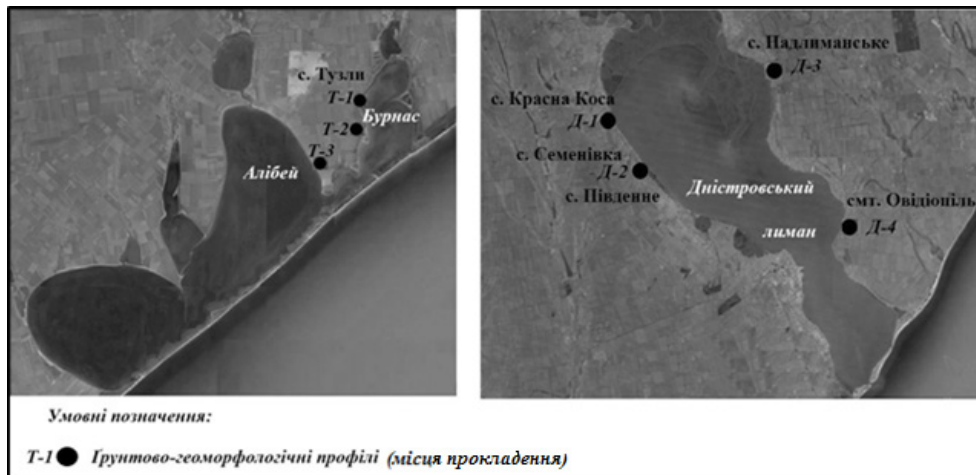 с. Тузли
Т-1
Бурнас
Т-2
Т-3
Алібей
с. Надлиманське
Д-3
с. Красна Коса
Д-1
с. Семенівка
Д-2
с. Південне
Дністровський
лиман
смт. Овідіопіль
Д-4
Умовні позначення:
Т-1 Ґрунтово-геоморфологічні профілі (місця прокладення)